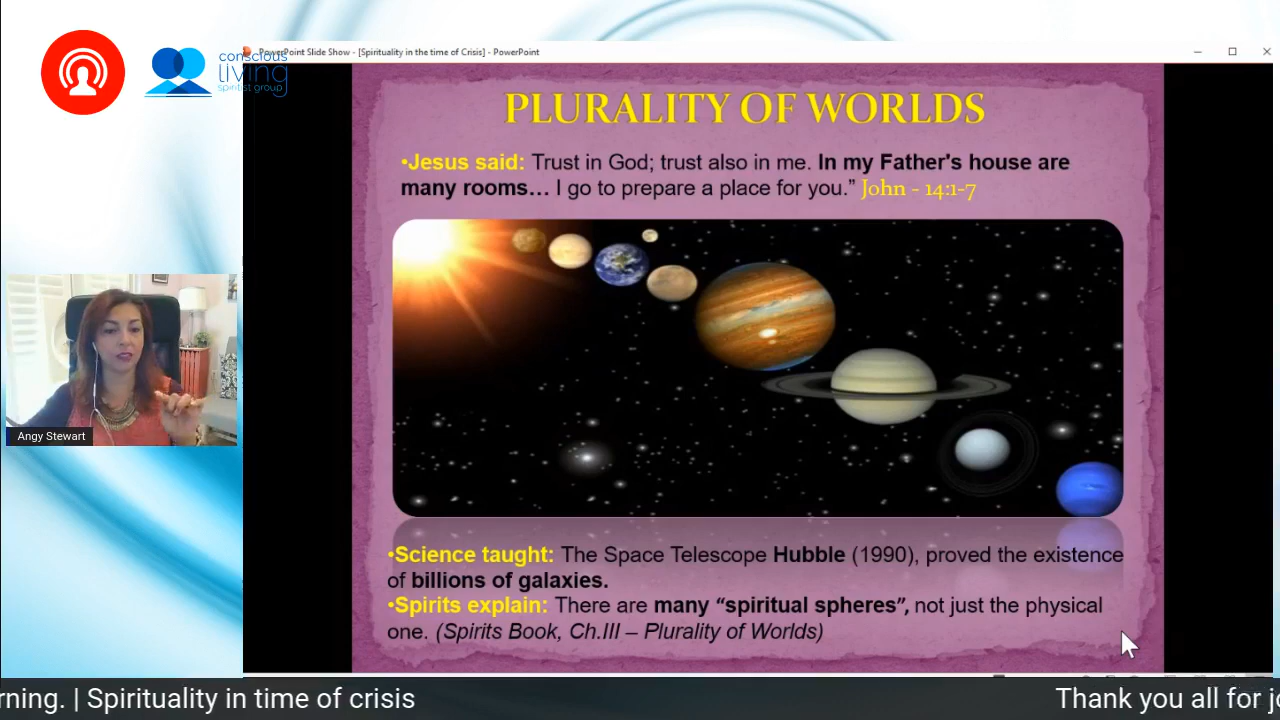 PowerPoint Slide Show - [Spirituality in the time of Crisis] - PowerPoint
conscious
living
spiritist group
PLURALITY OF WORLDS
•Jesus said: Trust in God; trust also in me. In my Father's house are
many rooms… I go to prepare a place for you.” John - 14:1-7
Angy Stewart
•Science taught: The Space Telescope Hubble (1990), proved the existence
of billions of galaxies.
•Spirits explain: There are many “spiritual spheres”, not just the physical
one. (Spirits Book, Ch.III – Plurality of Worlds)
rning. | Spirituality in time of crisis
Thank you all for jo